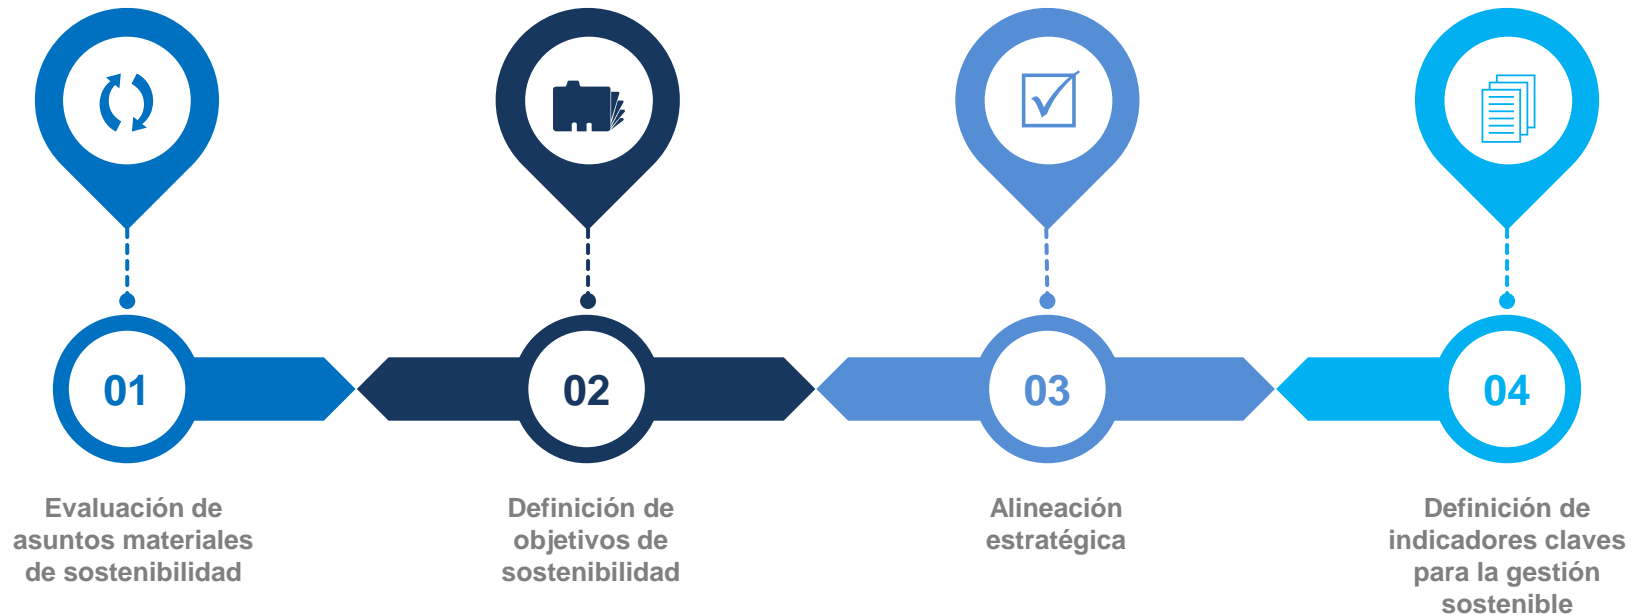 01
02
03
04
Evaluación de
asuntos materiales
de sostenibilidad
Definición de
objetivos de
sostenibilidad
Alineación
estratégica
Definición de
indicadores claves
para la gestión
sostenible